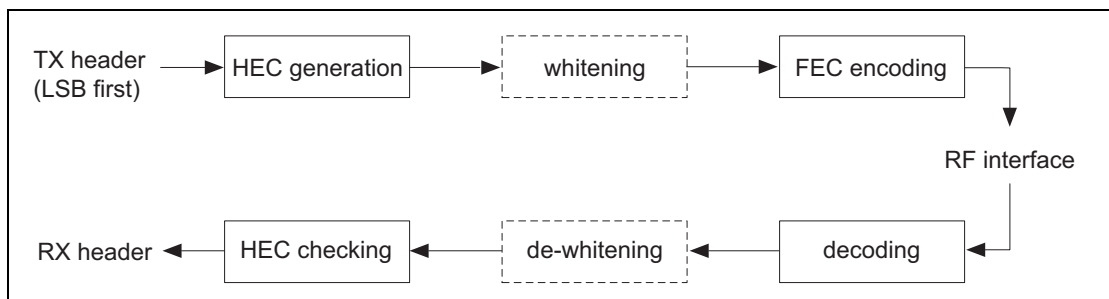 TX header
(LSB first)
HEC generation
whitening
FEC encoding
RF interface
RX header
HEC checking
de-whitening
decoding